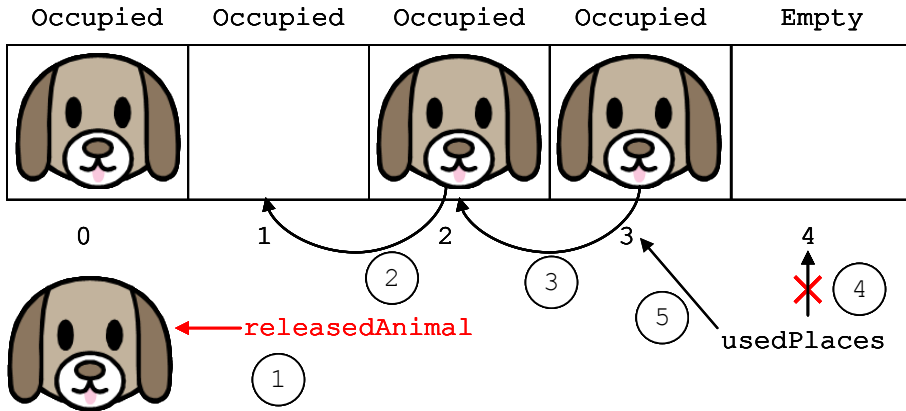 Occupied Occupied Occupied Occupied Empty
0 1 2 3 4
2 3 4
5
releasedAnimal
usedPlaces
1